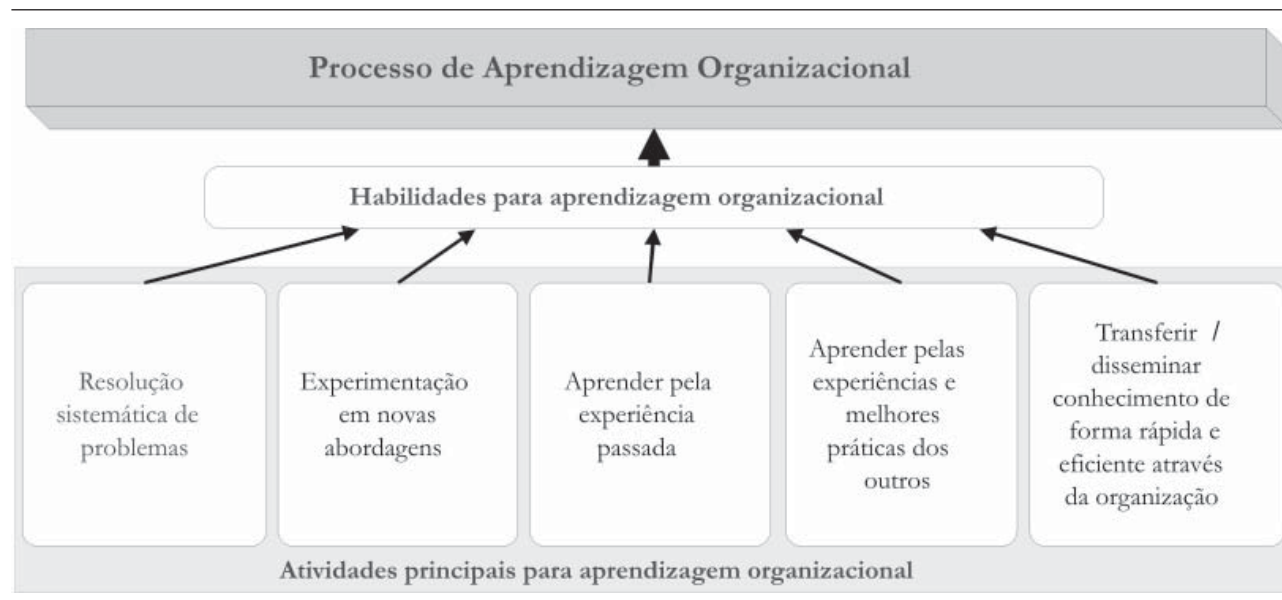 Processo de Aprendizagem Organizacional
Habilidades para aprendizagem organizacional
Resolução
sistemática de
problemas
Experimentação
em novas
abordagens
Aprender pela
experiência
passada
Aprender pelas
experiências e
melhores
práticas dos
outros
Transferir /
disseminar
conhecimento de
forma rápida e
eficiente através
da organização
Atividades principais para aprendizagem organizacional